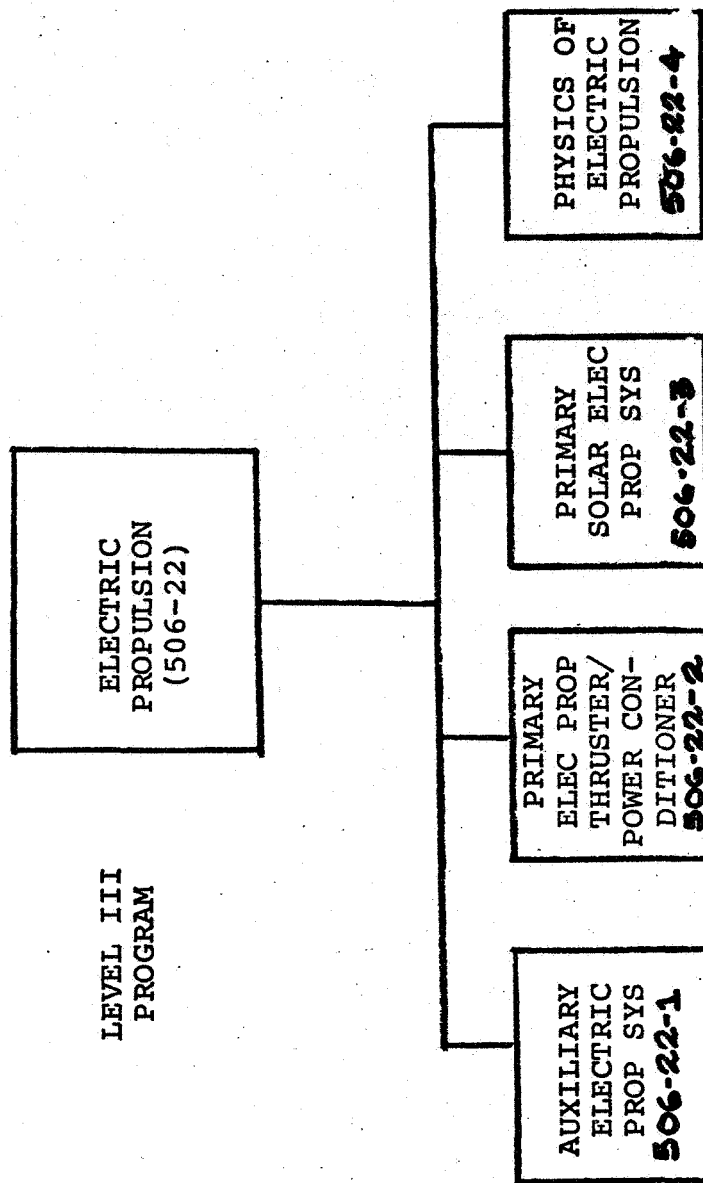 LEVEL III
PROGRAM
ELECTRIC
PROPULSION
(506-22)
AUXILIARY
ELECTRIC
PROP SYS
506-22-1
PRIMARY
ELEC PROP
THRUSTER/
POWER CON-
DITIONER
506-22-2
PRIMARY
SOLAR ELEC
PROP SYS
506-22-3
PHYSICS OF
ELECTRIC
PROPULSION
506-22-4